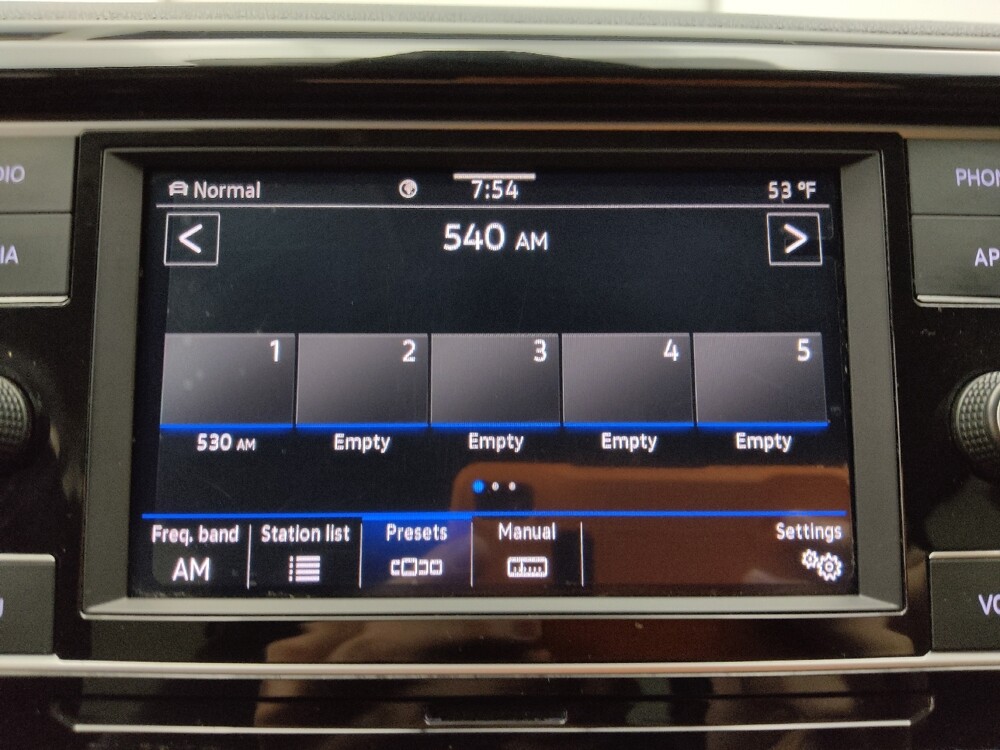 Normal 7:54 53 °F
< 540 AM >
1 2 3 4 5
530 AM Empty Empty Empty Empty
Freq. band Station list Presets Manual Settings
AM